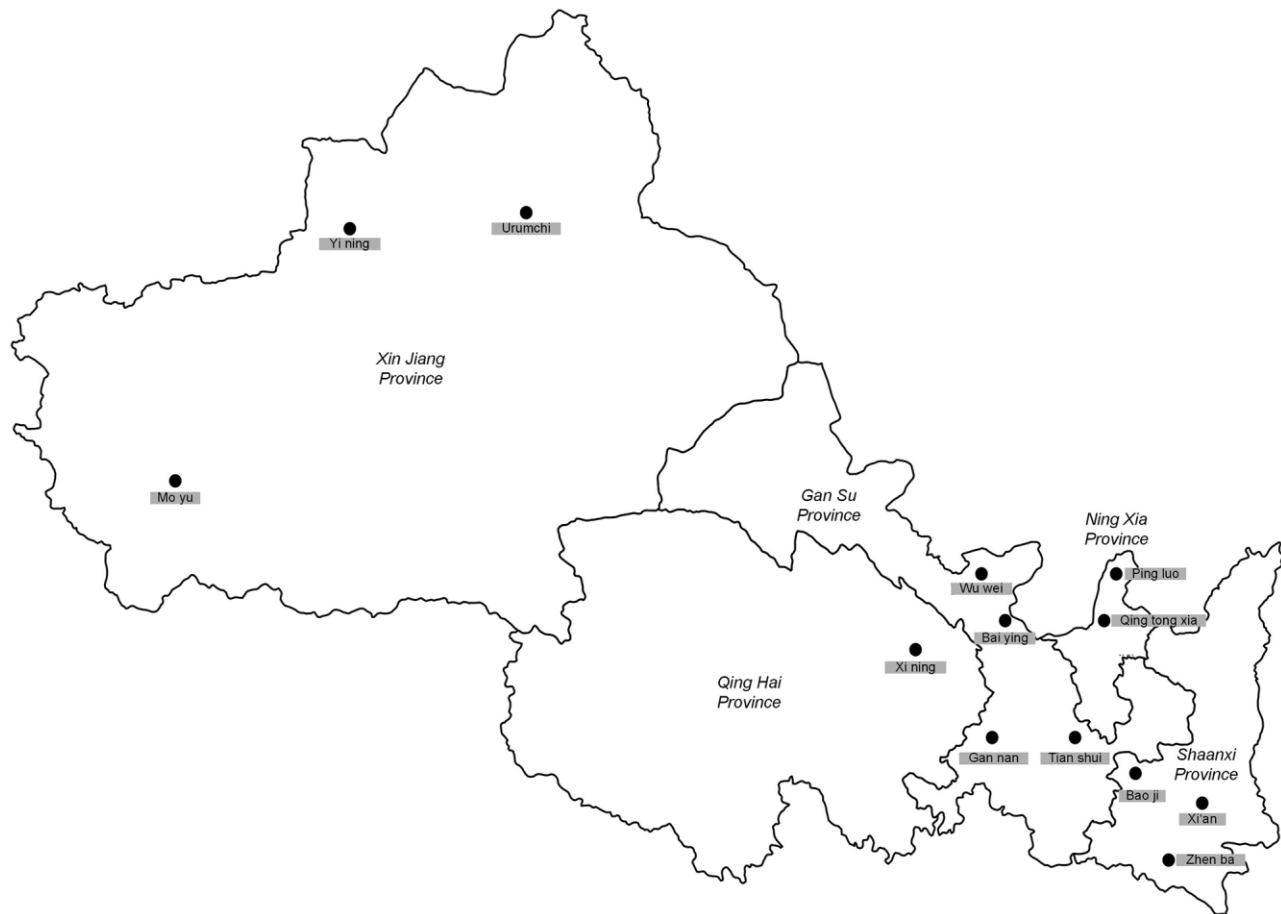 Urumchi
Yi ning
Xin Jiang
Province
Mo yu
Gan Su
Province
Ning Xia
Province
Ping luo
Wu wei
Qing tong xia
Bai ying
Xi ning
Qing Hai
Province
Gan nan
Tian shui
Shaanxi
Province
Bao ji
Xi'an
Zhen ba